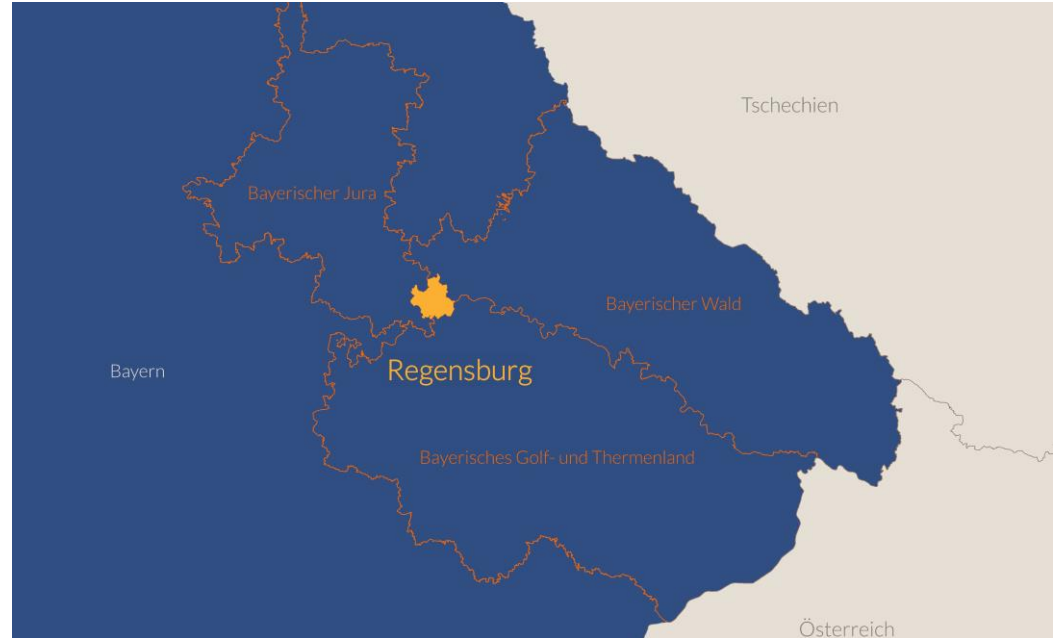 Tschechien
Bayerischer Jura
Bayerischer Wald
Bayern
Regensburg
Bayerisches Golf- und Thermenland
Österreich